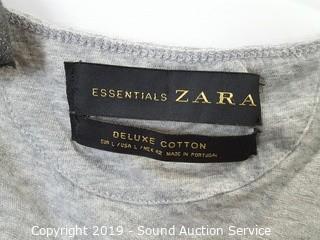 ESSENTIALS ZARA
DELUXE COTTON
EUR L / USA L / MEX 42 MADE IN PORTUGAL
Copyright 2019 - Sound Auction Service